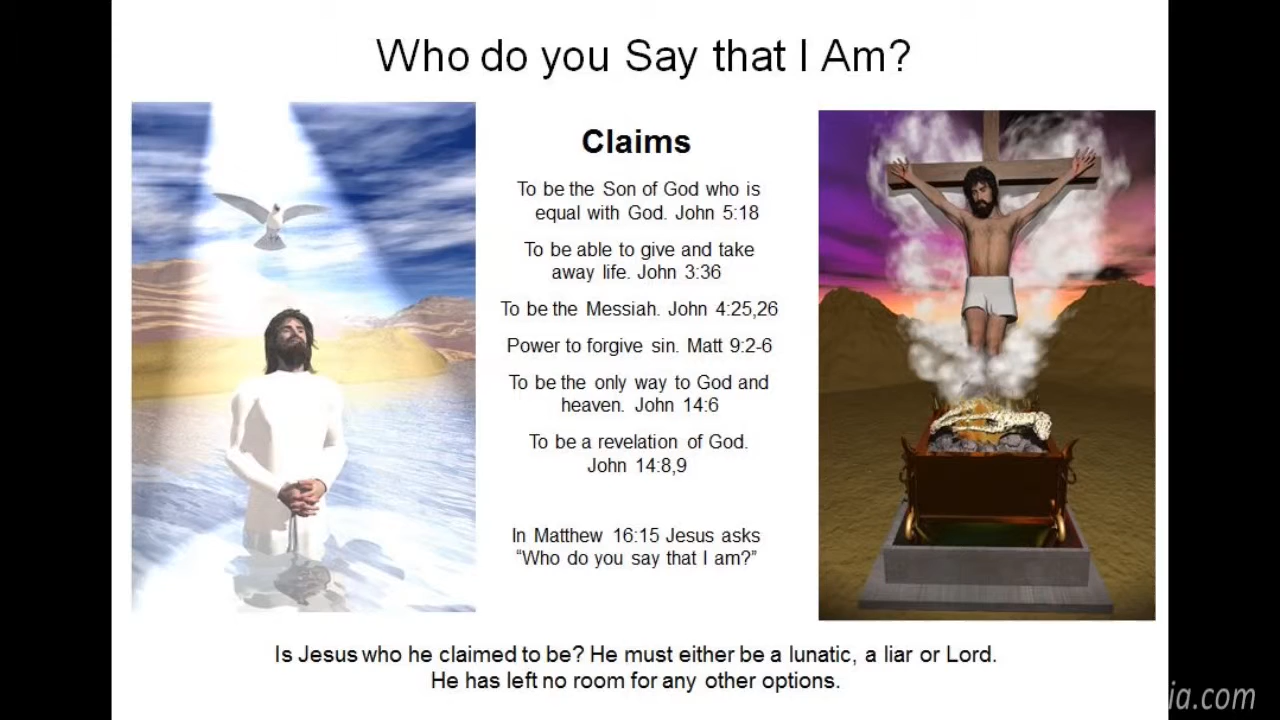 Who do you Say that I Am?
Claims
To be the Son of God who is
equal with God. John 5:18
To be able to give and take
away life. John 3:36
To be the Messiah. John 4:25,26
Power to forgive sin. Matt 9:2-6
To be the only way to God and
heaven. John 14:6
To be a revelation of God.
John 14:8,9
In Matthew 16:15 Jesus asks
“Who do you say that I am?”
Is Jesus who he claimed to be? He must either be a lunatic, a liar or Lord.
He has left no room for any other options.
ia.com